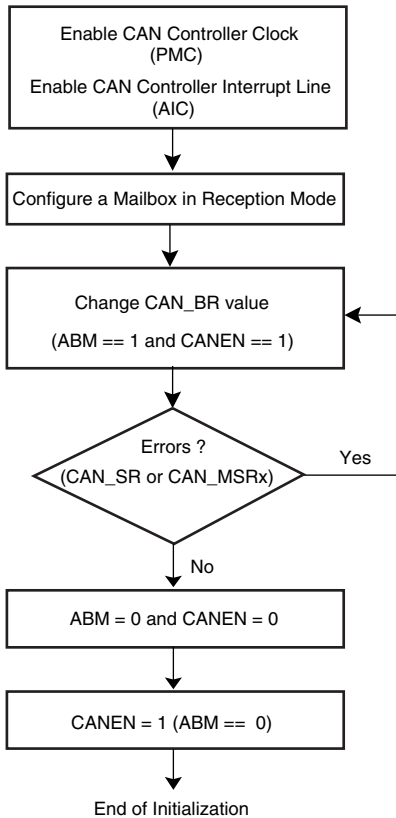 Enable CAN Controller Clock
(PMC)
Enable CAN Controller Interrupt Line
(AIC)
Configure a Mailbox in Reception Mode
Change CAN_BR value
(ABM == 1 and CANEN == 1)
Errors ?
(CAN_SR or CAN_MSRx)
Yes
No
ABM = 0 and CANEN = 0
CANEN = 1 (ABM == 0)
End of Initialization